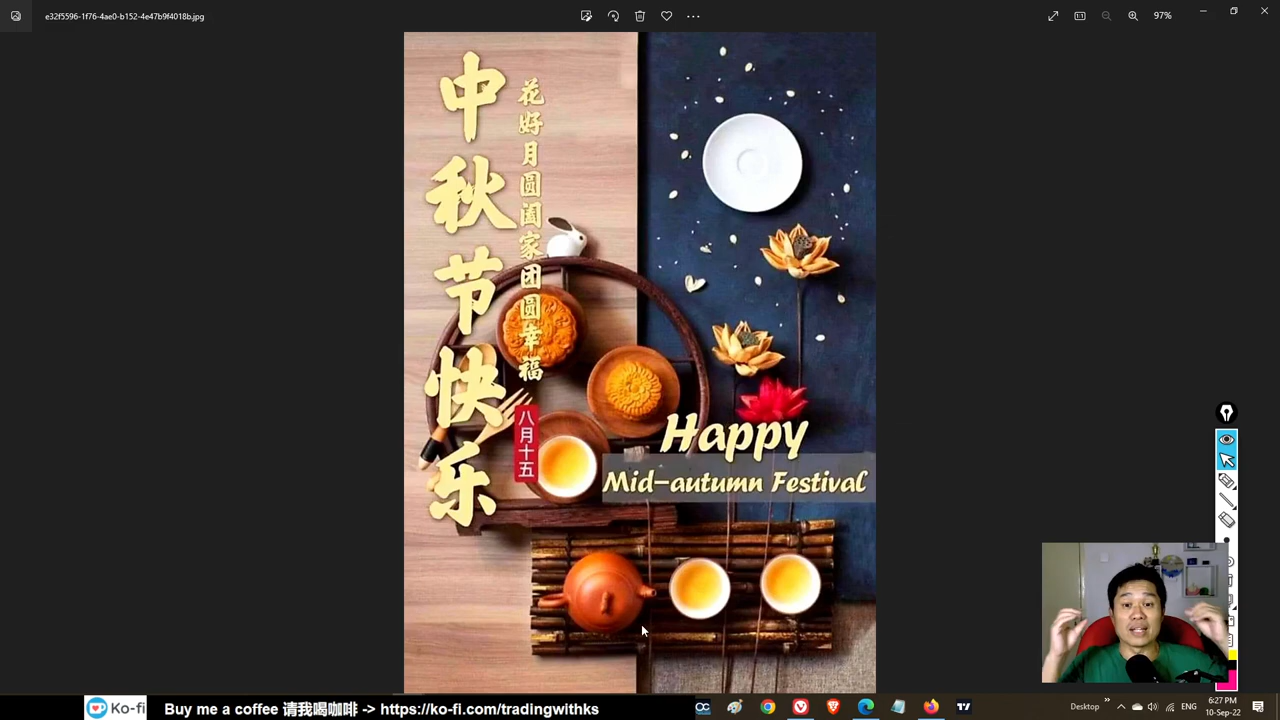 e32f5596-1f76-4ae0-b152-4e47b9f4018b.jpg
97%
中秋节快乐
花好月圆阖家团圆幸福
八月十五
Happy
Mid-autumn Festival
Ko-fi
Buy me a coffee 请我喝咖啡 -> https://ko-fi.com/tradingwithks
Desktop
ENG
6:27 PM
10-Sep-22